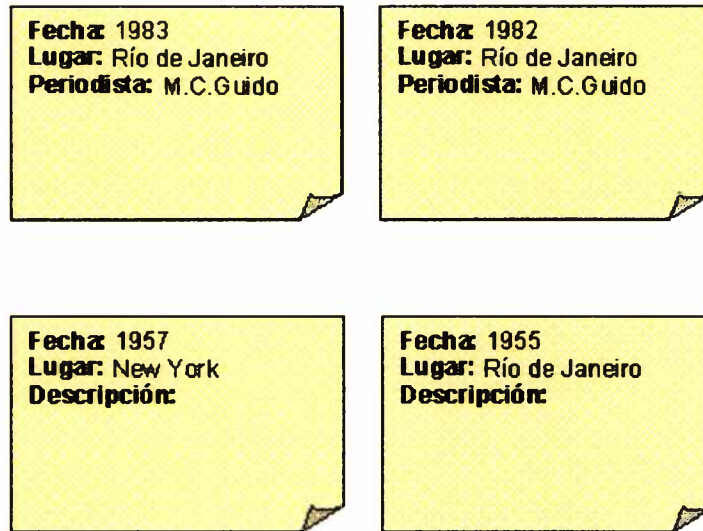 Fecha: 1983
Lugar: Río de Janeiro
Periodista: M.C.Guido
Fecha: 1982
Lugar: Río de Janeiro
Periodista: M.C.Guido
Fecha: 1957
Lugar: New York
Descripción:
Fecha: 1955
Lugar: Río de Janeiro
Descripción: